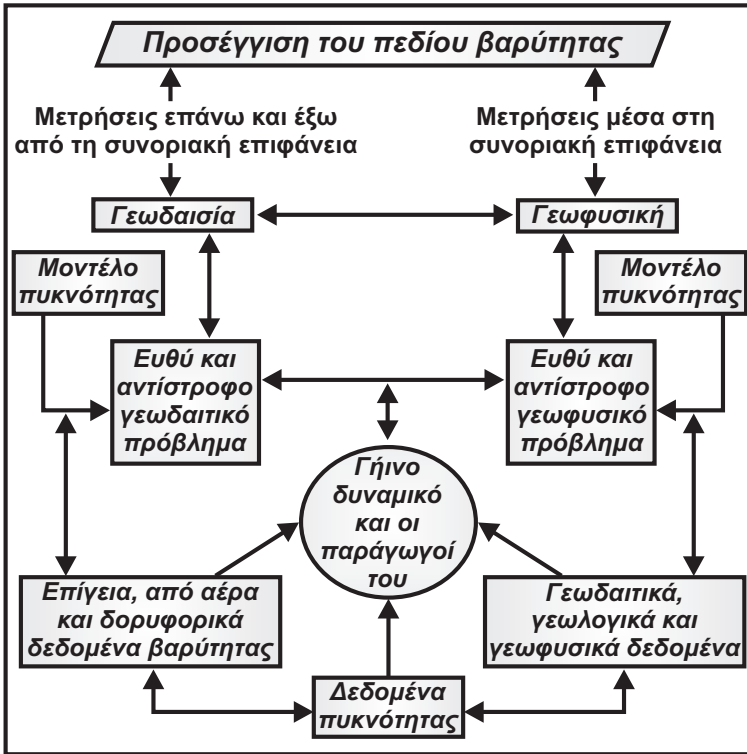 Προσέγγιση του πεδίου βαρύτητας
Μετρήσεις επάνω και έξω
από τη συνοριακή επιφάνεια
Μετρήσεις μέσα στη
συνοριακή επιφάνεια
Γεωδαισία
Γεωφυσική
Μοντέλο
πυκνότητας
Μοντέλο
πυκνότητας
Ευθύ και
αντίστροφο
γεωδαιτικό
πρόβλημα
Ευθύ και
αντίστροφο
γεωφυσικό
πρόβλημα
Γήινο
δυναμικό
και οι
παράγωγοί
του
Επίγεια, από αέρα
και δορυφορικά
δεδομένα βαρύτητας
Γεωδαιτικά,
γεωλογικά και
γεωφυσικά δεδομένα
Δεδομένα
πυκνότητας